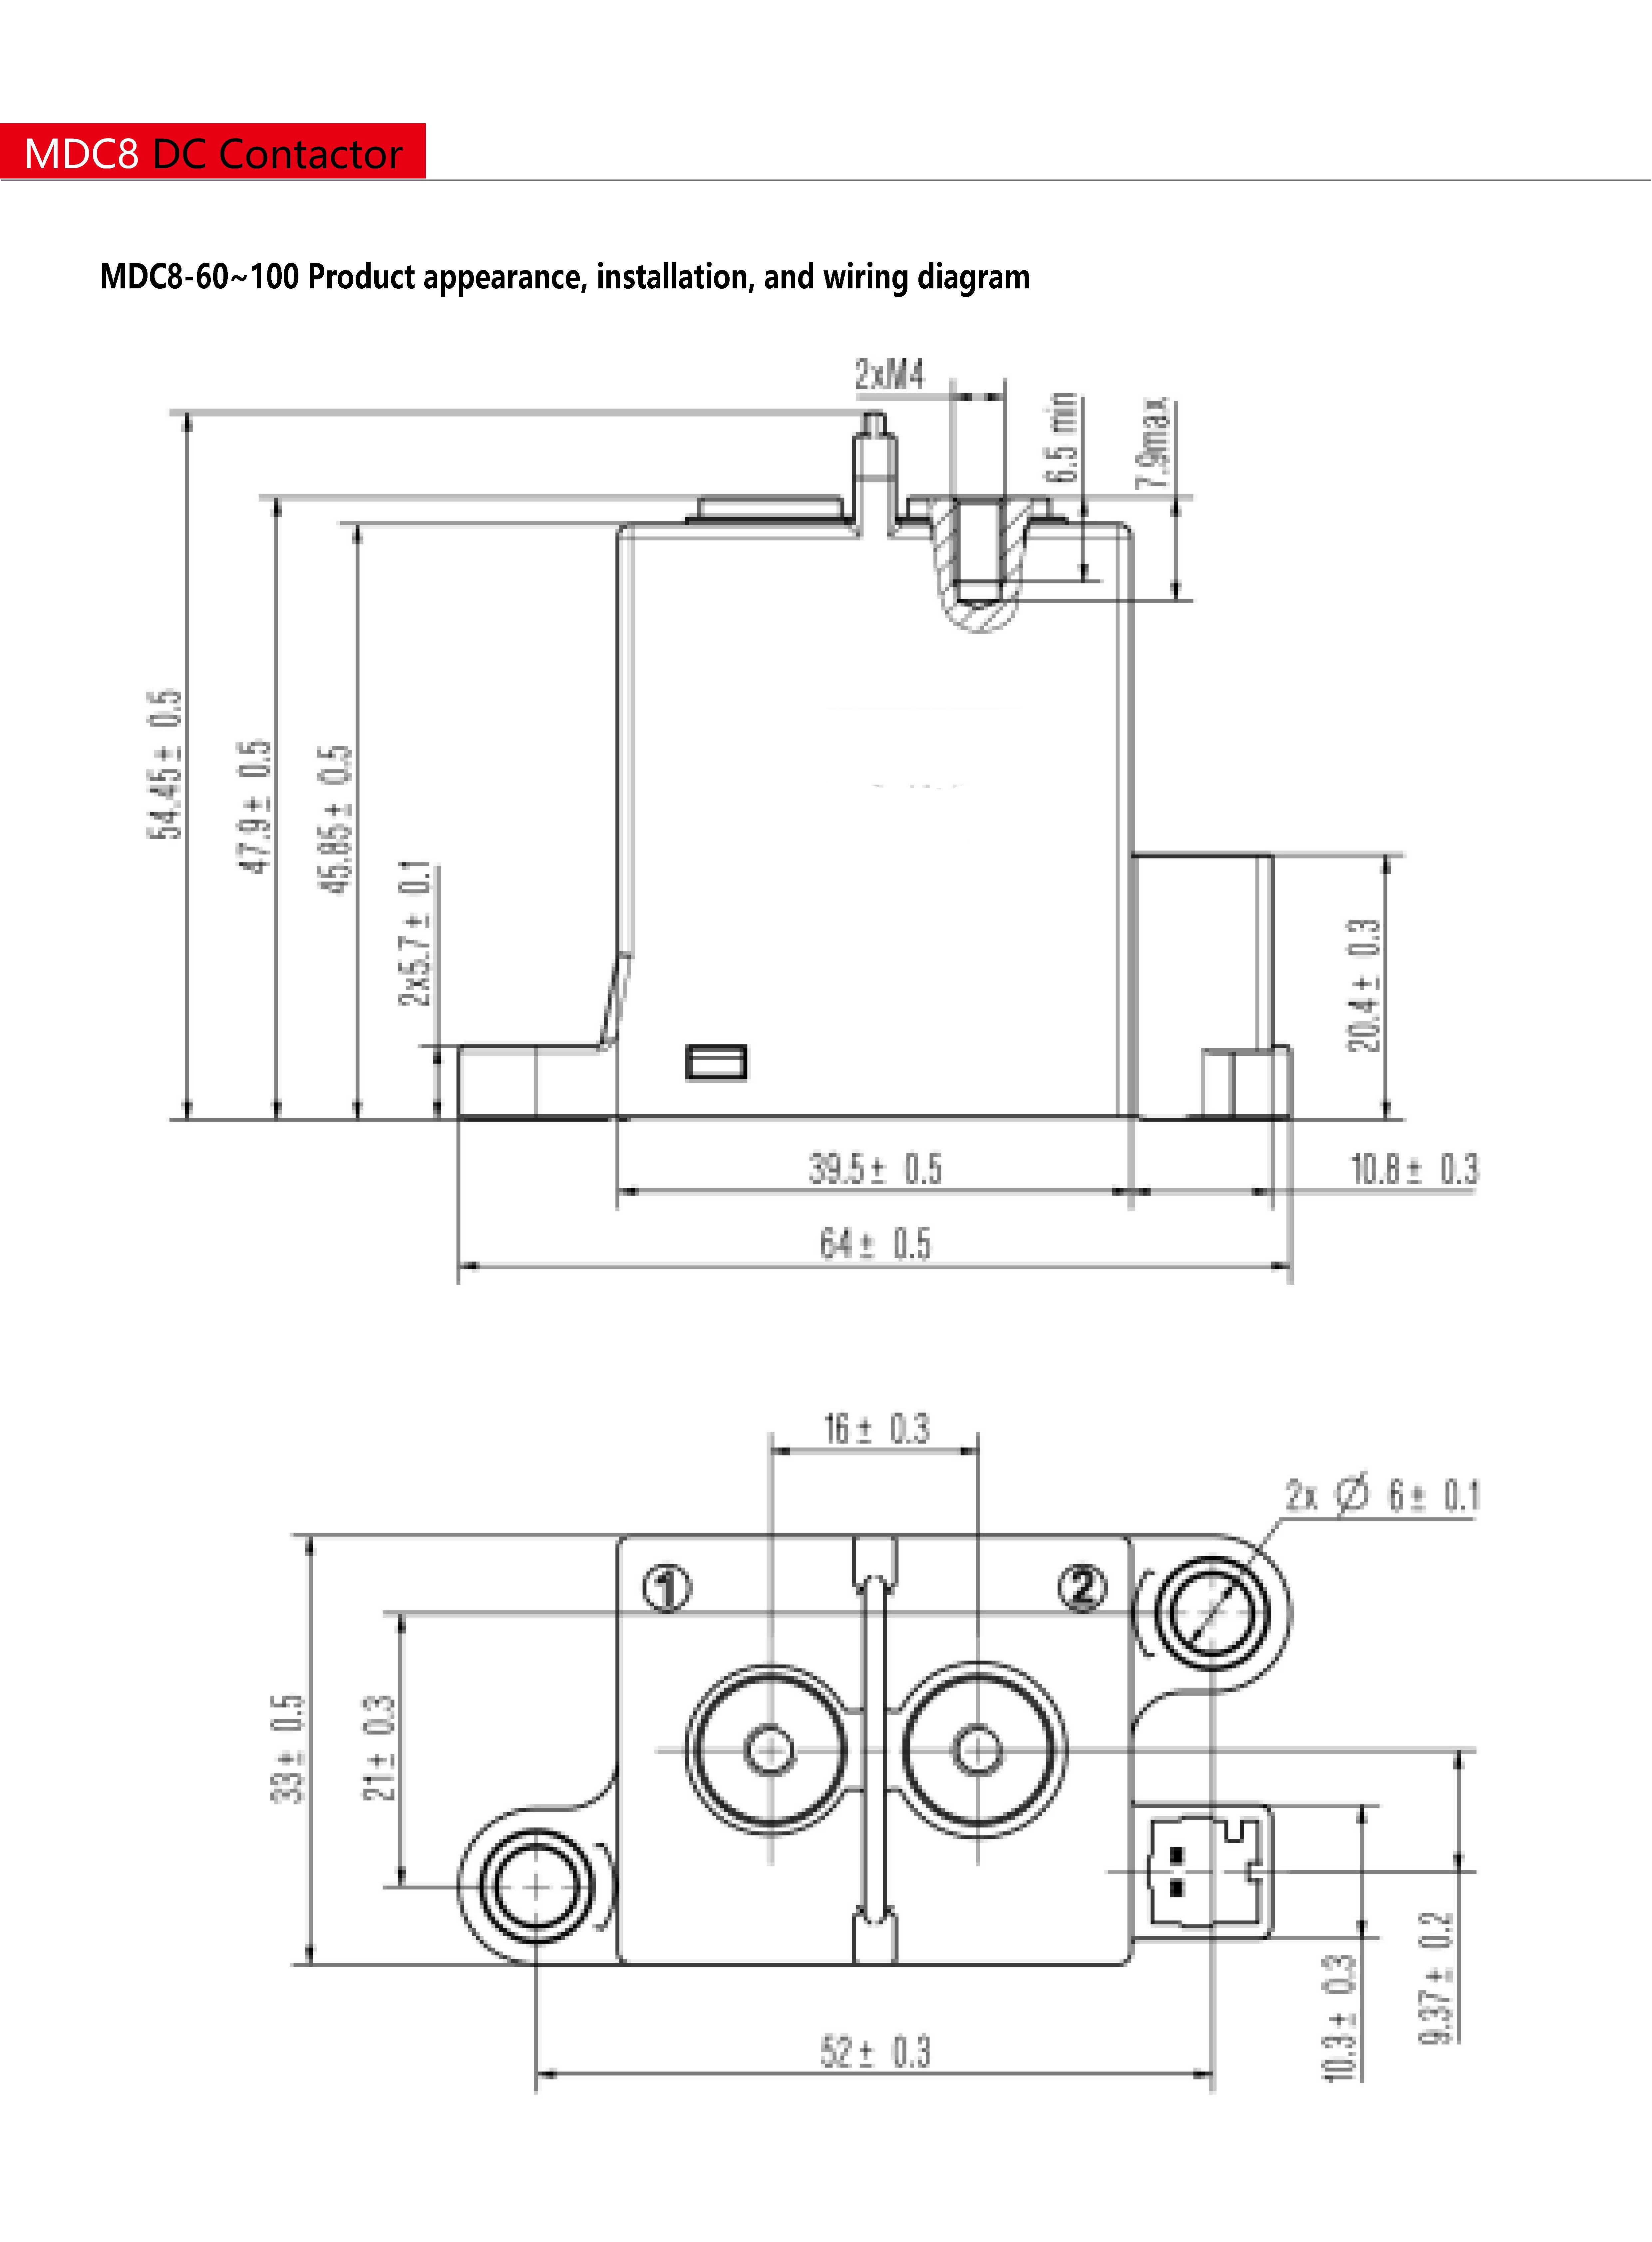 MDC8 DC Contactor
MDC8-60~100 Product appearance, installation, and wiring diagram
2xM4
6.5 min
7.9max
54.45± 0.5
47.9± 0.5
45.85± 0.5
2x5.7± 0.1
20.4± 0.3
39.5± 0.5
10.8± 0.3
64± 0.5
16± 0.3
2x Ø 6± 0.1
①
②
33± 0.5
21± 0.3
10.3± 0.3
9.37± 0.2
52± 0.3